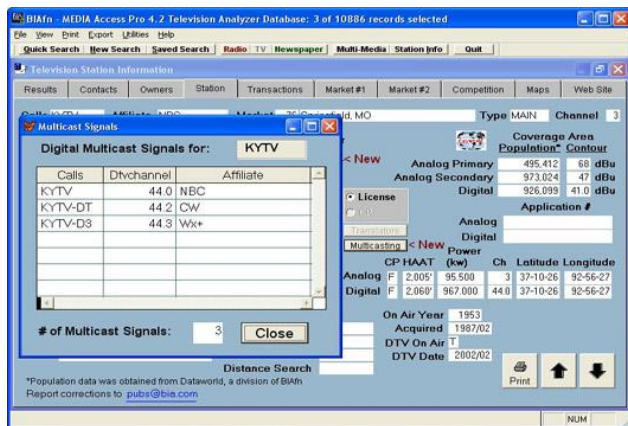 BIAfn - MEDIA Access Pro 4.2 Television Analyzer Database: 3 of 10886 records selected
File View Print Export Utilities Help
Quick Search New Search Saved Search Radio TV Newspaper Multi-Media Station Info Quit
Television Station Information
Results Contacts Owners Station Transactions Market #1 Market #2 Competition Maps Web Site
Calls KYTV Affiliate NBC Market 76 Springfield, MO Type MAIN Channel 3
Multicast Signals
Digital Multicast Signals for: KYTV
Calls Dtvchannel Affiliate
KYTV 44.0 NBC
KYTV-DT 44.2 CW
KYTV-D3 44.3 Wx+
# of Multicast Signals: 3 Close
< New
Coverage Area
Population* Contour
Analog Primary 495,412 68 dBu
Analog Secondary 973,024 47 dBu
Digital 926,099 41.0 dBu
License
Application #
Translators
Analog
Digital
Multicasting < New
CP HAAT Power (kw) Ch Latitude Longitude
Analog F 2,005' 95.500 3 37-10-26 92-56-27
Digital F 2,060' 967.000 44.0 37-10-26 92-56-27
On Air Year 1953
Acquired 1987/02
DTV On Air T
DTV Date 2002/02
Distance Search
Print
*Population data was obtained from Dataworld, a division of BIAfn
Report corrections to pubs@bia.com
NUM